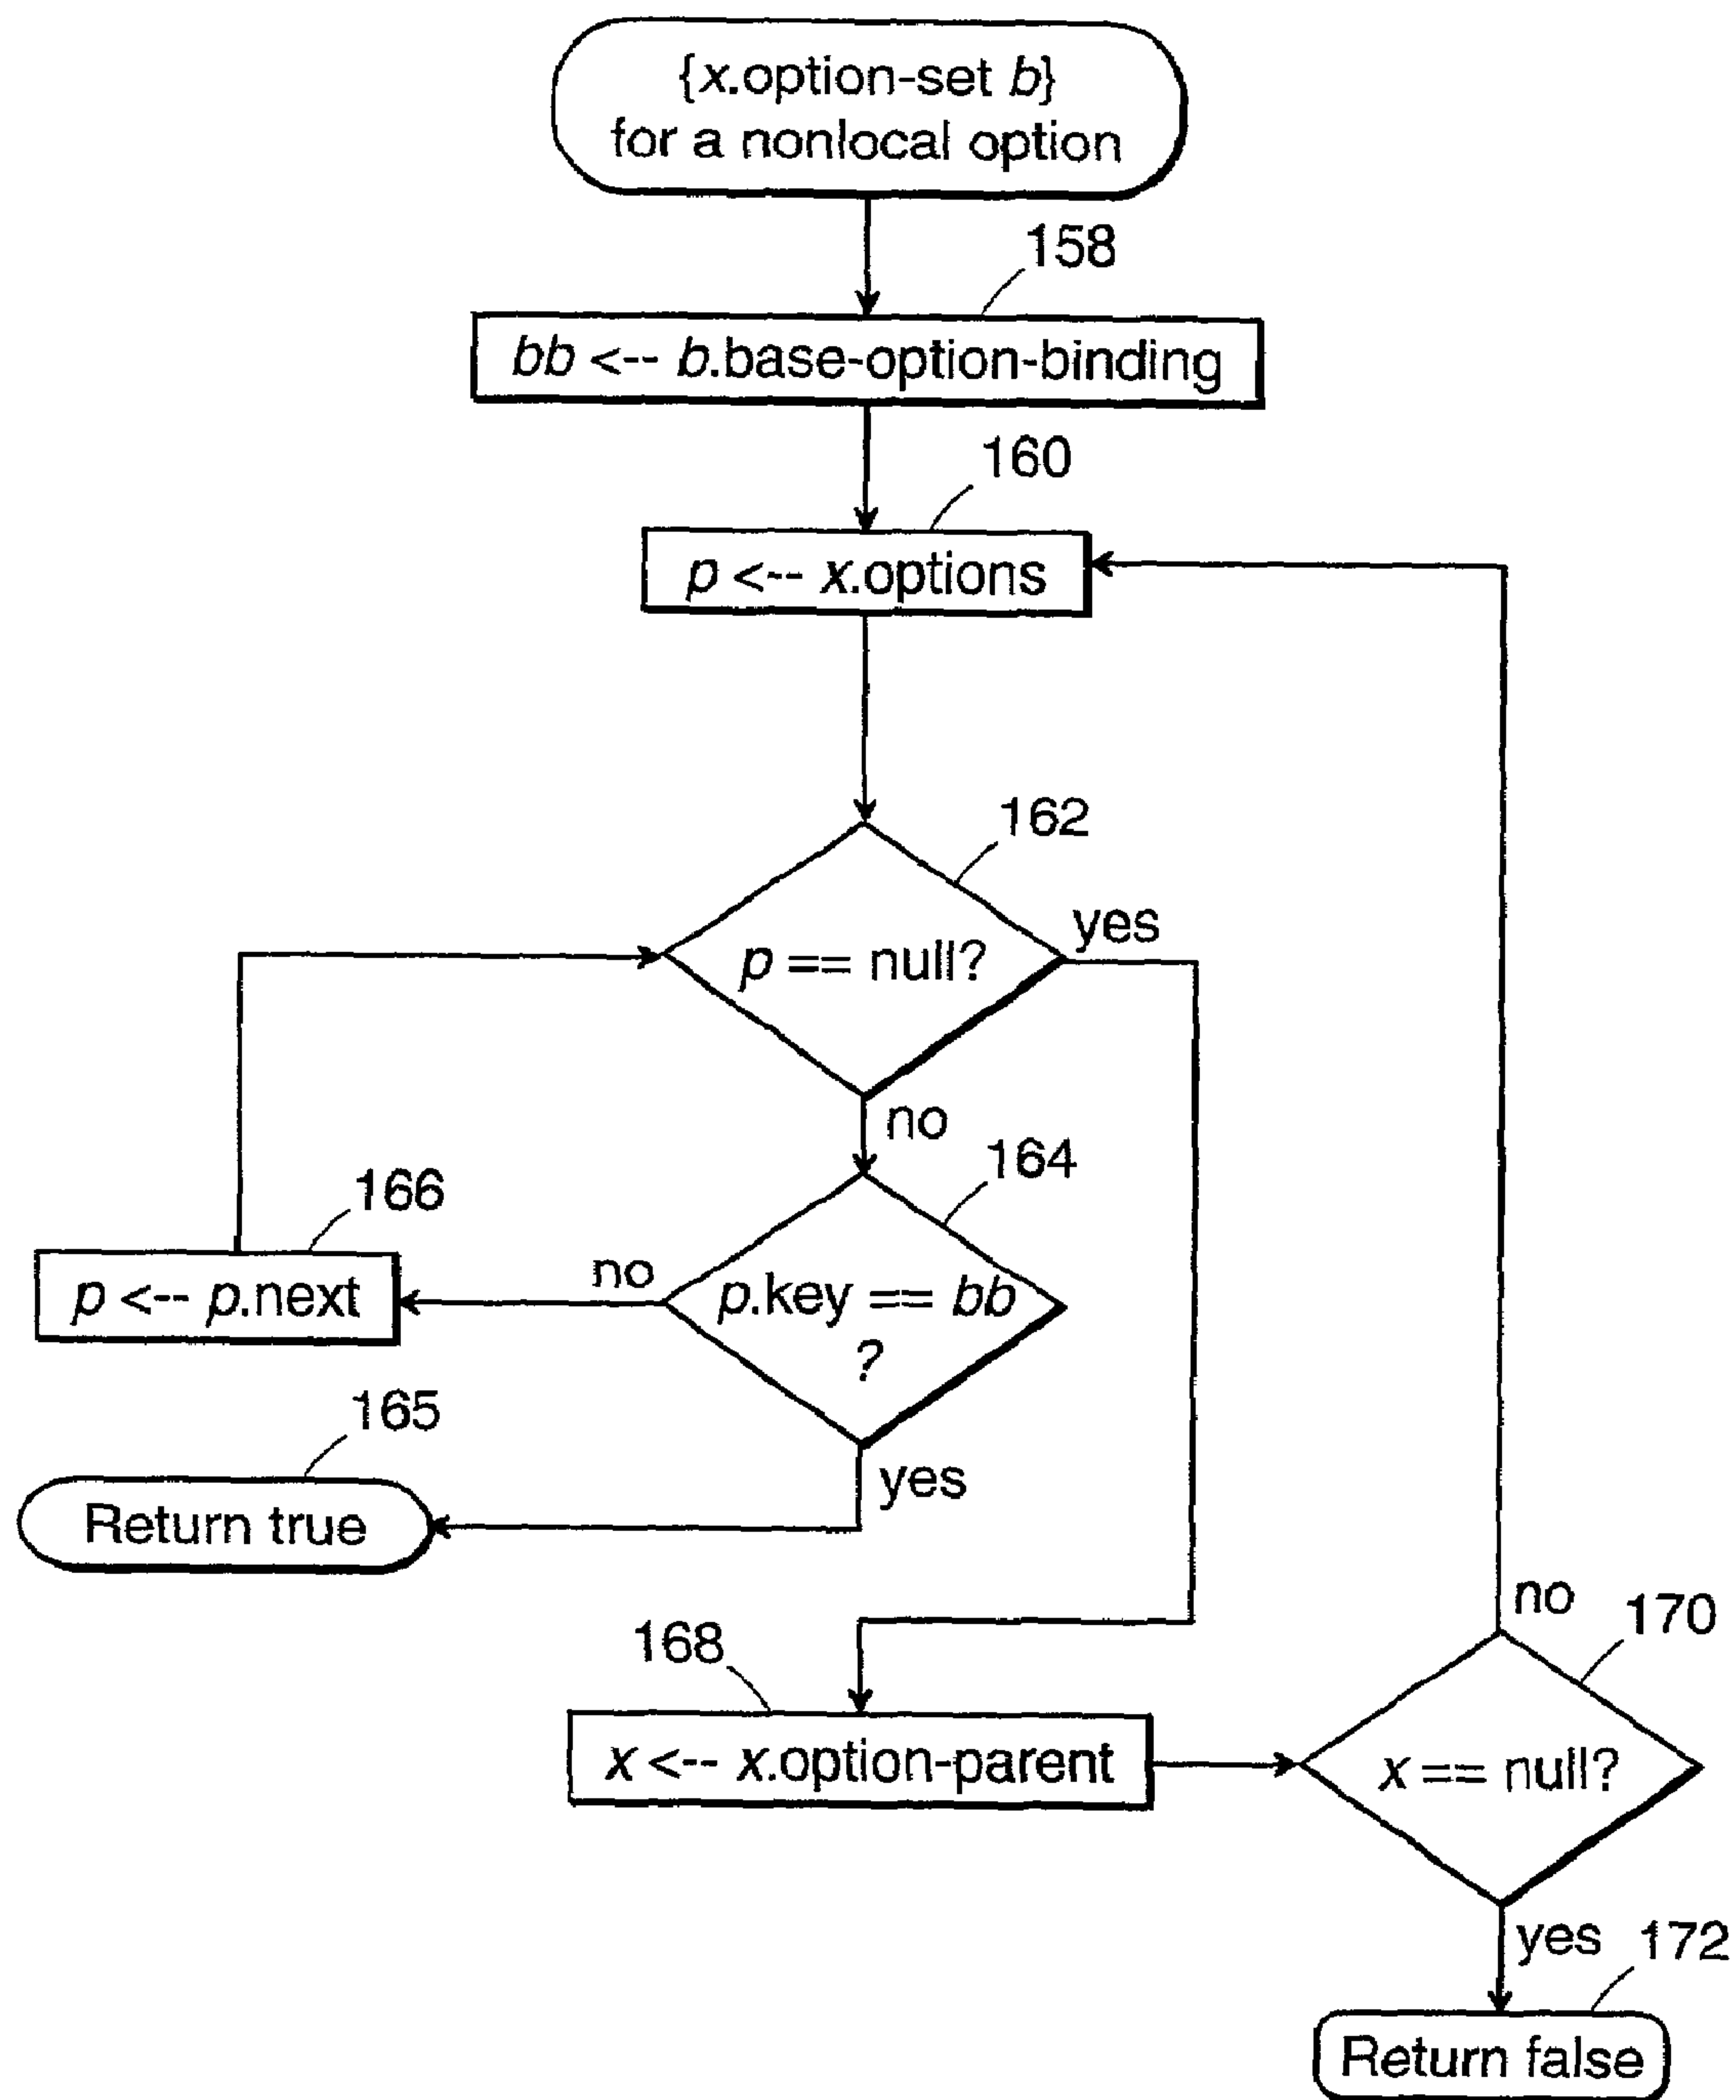 {x.option-set b}
for a nonlocal option
158
bb <-- b.base-option-binding
160
p <-- x.options
162
p == null?
yes
no
164
166
p <-- p.next
no
p.key == bb
?
165
Return true
yes
168
x <-- x.option-parent
no
170
x == null?
yes
172
Return false